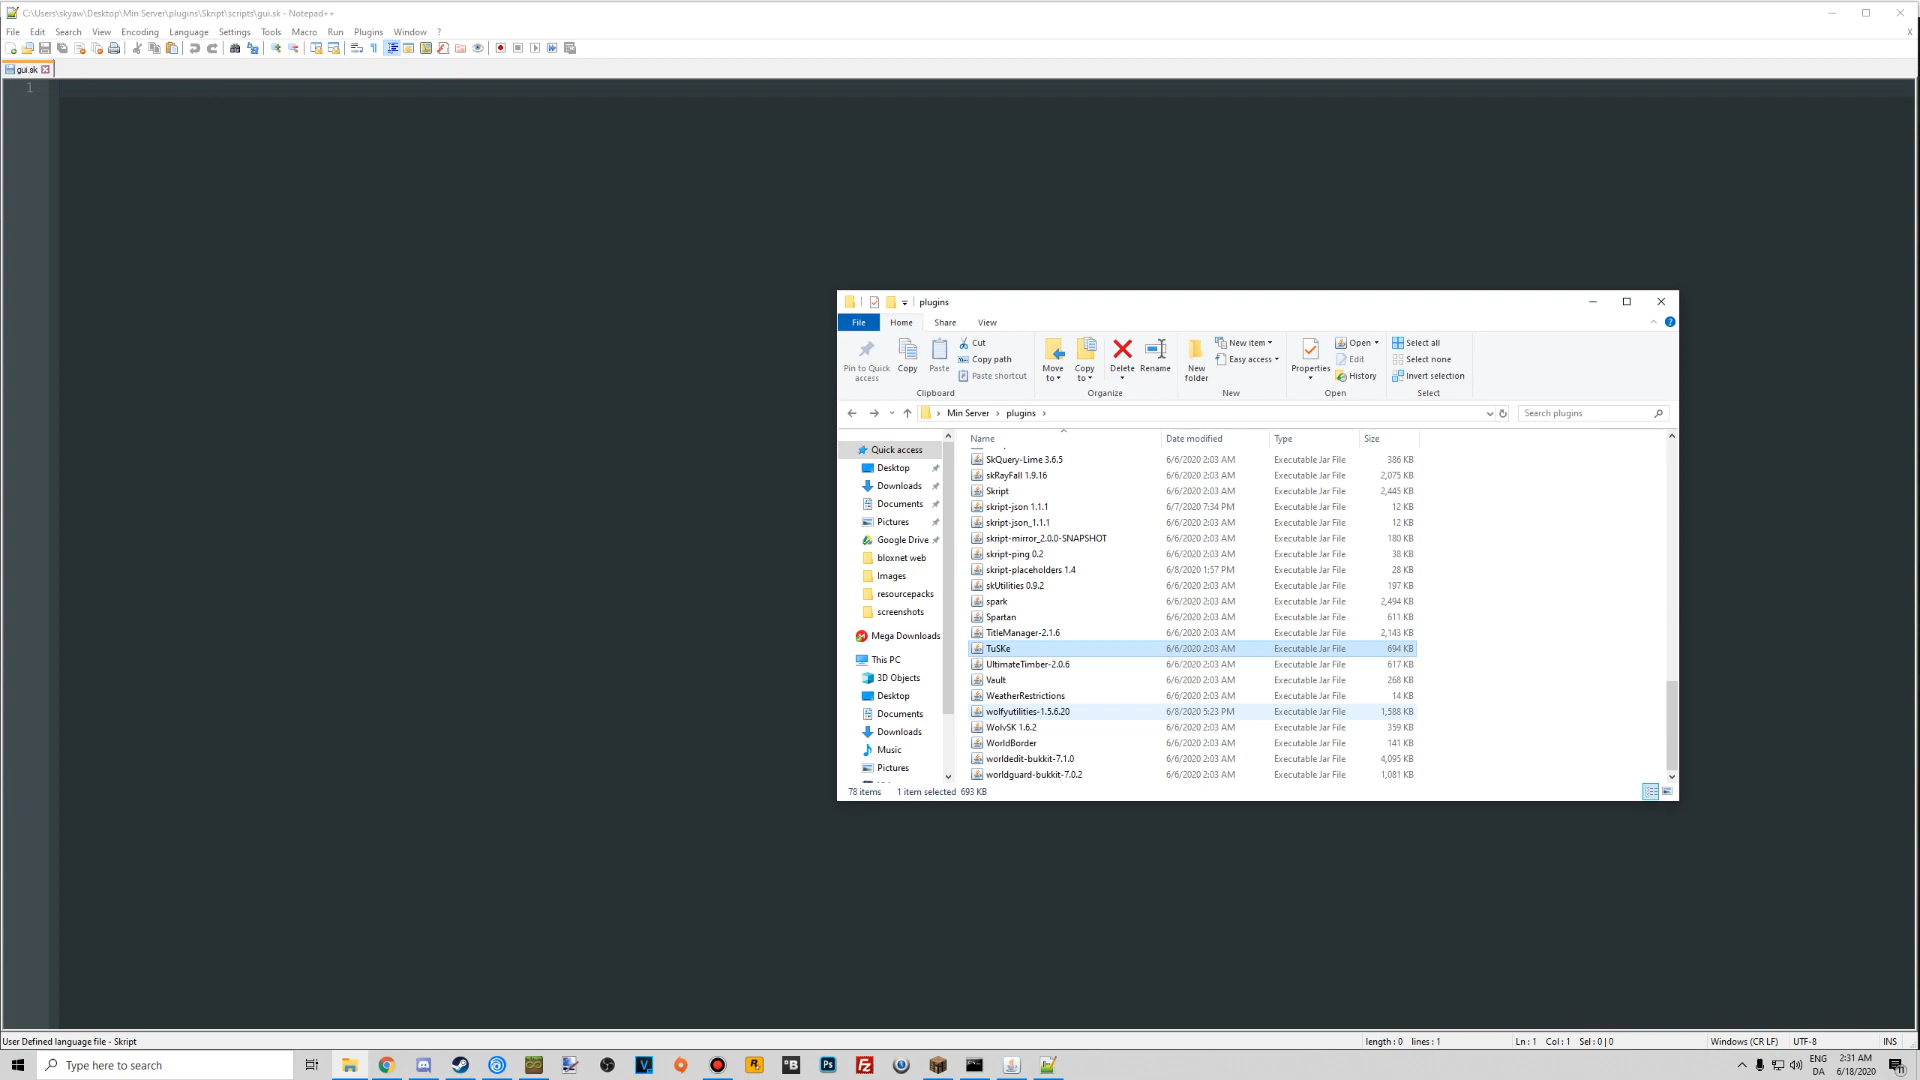 C:\Users\skyaw\Desktop\Min Server\plugins\Skript\scripts\gui.sk - Notepad++
File Edit Search View Encoding Language Settings Tools Macro Run Plugins Window ? X
gui.sk
1
plugins
File Home Share View
Pin to Quick access
Copy
Paste
Cut
Copy path
Paste shortcut
Clipboard
Move to
Copy to
Delete
Rename
Organize
New folder
New item
Easy access
New
Properties
Open
Edit
History
Open
Select all
Select none
Invert selection
Select
Min Server > plugins >
Search plugins
Quick access
Desktop
Downloads
Documents
Pictures
Google Drive
bloxnet web
Images
resourcepacks
screenshots
Mega Downloads
This PC
3D Objects
Desktop
Documents
Downloads
Music
Pictures
Name Date modified Type Size
SkQuery-Lime 3.6.5 6/6/2020 2:03 AM Executable Jar File 386 KB
skRayFall 1.9.16 6/6/2020 2:03 AM Executable Jar File 2,075 KB
Skript 6/6/2020 2:03 AM Executable Jar File 2,445 KB
skript-json 1.1.1 6/7/2020 7:34 PM Executable Jar File 12 KB
skript-json_1.1.1 6/6/2020 2:03 AM Executable Jar File 12 KB
skript-mirror_2.0.0-SNAPSHOT 6/6/2020 2:03 AM Executable Jar File 180 KB
skript-ping 0.2 6/6/2020 2:03 AM Executable Jar File 38 KB
skript-placeholders 1.4 6/8/2020 1:57 PM Executable Jar File 28 KB
skUtilities 0.9.2 6/6/2020 2:03 AM Executable Jar File 197 KB
spark 6/6/2020 2:03 AM Executable Jar File 2,494 KB
Spartan 6/6/2020 2:03 AM Executable Jar File 611 KB
TitleManager-2.1.6 6/6/2020 2:03 AM Executable Jar File 2,143 KB
TuSKe 6/6/2020 2:03 AM Executable Jar File 694 KB
UltimateTimber-2.0.6 6/6/2020 2:03 AM Executable Jar File 617 KB
Vault 6/6/2020 2:03 AM Executable Jar File 268 KB
WeatherRestrictions 6/6/2020 2:03 AM Executable Jar File 14 KB
wolfyutilities-1.5.6.20 6/8/2020 5:23 PM Executable Jar File 1,588 KB
WolvSK 1.6.2 6/6/2020 2:03 AM Executable Jar File 359 KB
WorldBorder 6/6/2020 2:03 AM Executable Jar File 141 KB
worldedit-bukkit-7.1.0 6/6/2020 2:03 AM Executable Jar File 4,095 KB
worldguard-bukkit-7.0.2 6/6/2020 2:03 AM Executable Jar File 1,081 KB
78 items 1 item selected 693 KB
User Defined language file - Skript length : 0 lines : 1 Ln : 1 Col : 1 Sel : 0 | 0 Windows (CR LF) UTF-8 INS
Type here to search
ENG
DA
2:31 AM
6/18/2020